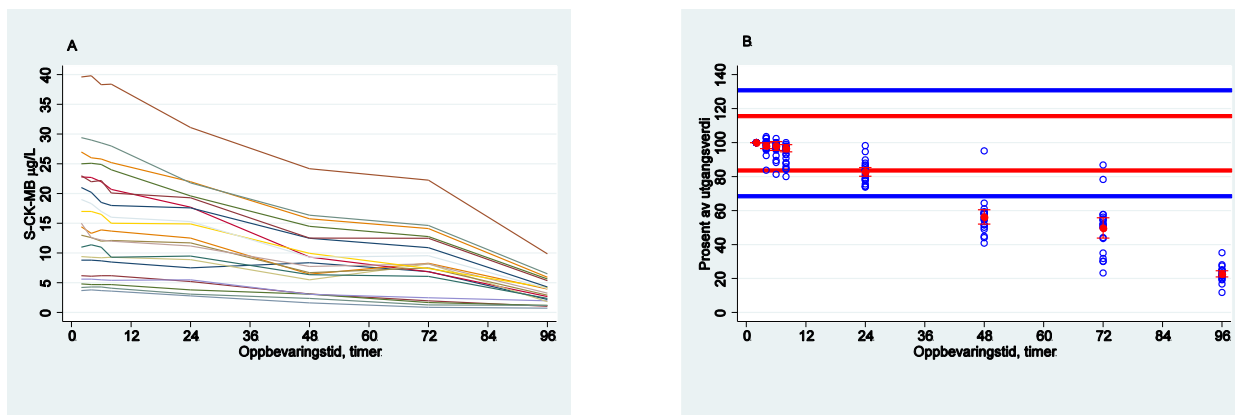 A
S-CK-MB µg/L
40
35
30
25
20
15
10
5
0
0 12 24 36 48 60 72 84 96
Oppbevaringstid, timer
B
Prosent av utgangsverdi
140
120
100
80
60
40
20
0
0 12 24 36 48 60 72 84 96
Oppbevaringstid, timer